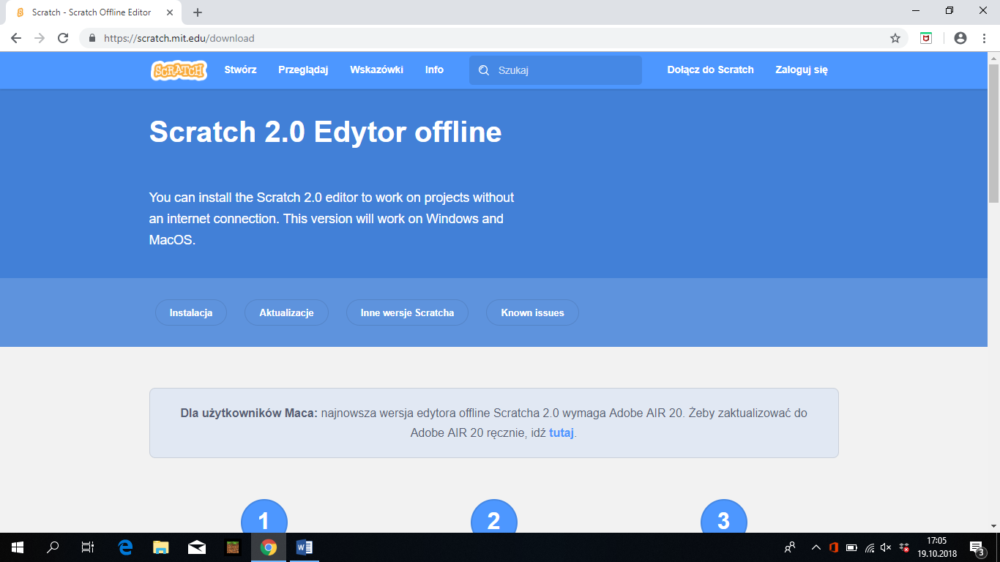 Scratch - Scratch Offline Editor
https://scratch.mit.edu/download
SCRATCH Stwórz Przeglądaj Wskazówki Info Szukaj Dołącz do Scratch Zaloguj się
Scratch 2.0 Edytor offline
You can install the Scratch 2.0 editor to work on projects without
an internet connection. This version will work on Windows and
MacOS.
Instalacja Aktualizacje Inne wersje Scratcha Known issues
Dla użytkowników Maca: najnowsza wersja edytora offline Scratcha 2.0 wymaga Adobe AIR 20. Żeby zaktualizować do
Adobe AIR 20 ręcznie, idź tutaj.
1 2 3
17:05
19.10.2018
3